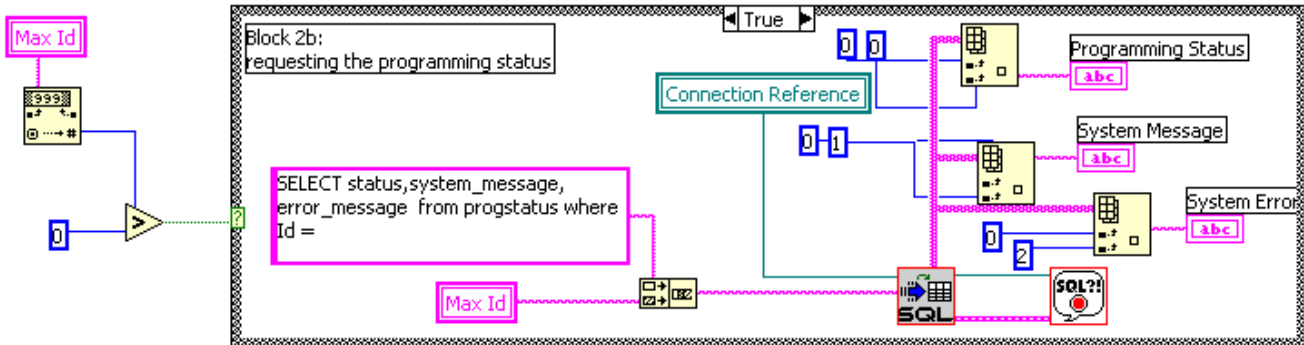 Max Id
999
#
0
>
?
True
Block 2b:
requesting the programming status
Connection Reference
SELECT status,system_message,
error_message  from progstatus where
Id =
Max Id
0 0
Programming Status
abc
0 1
System Message
abc
System Error
abc
0
2
SQL
SQL?!